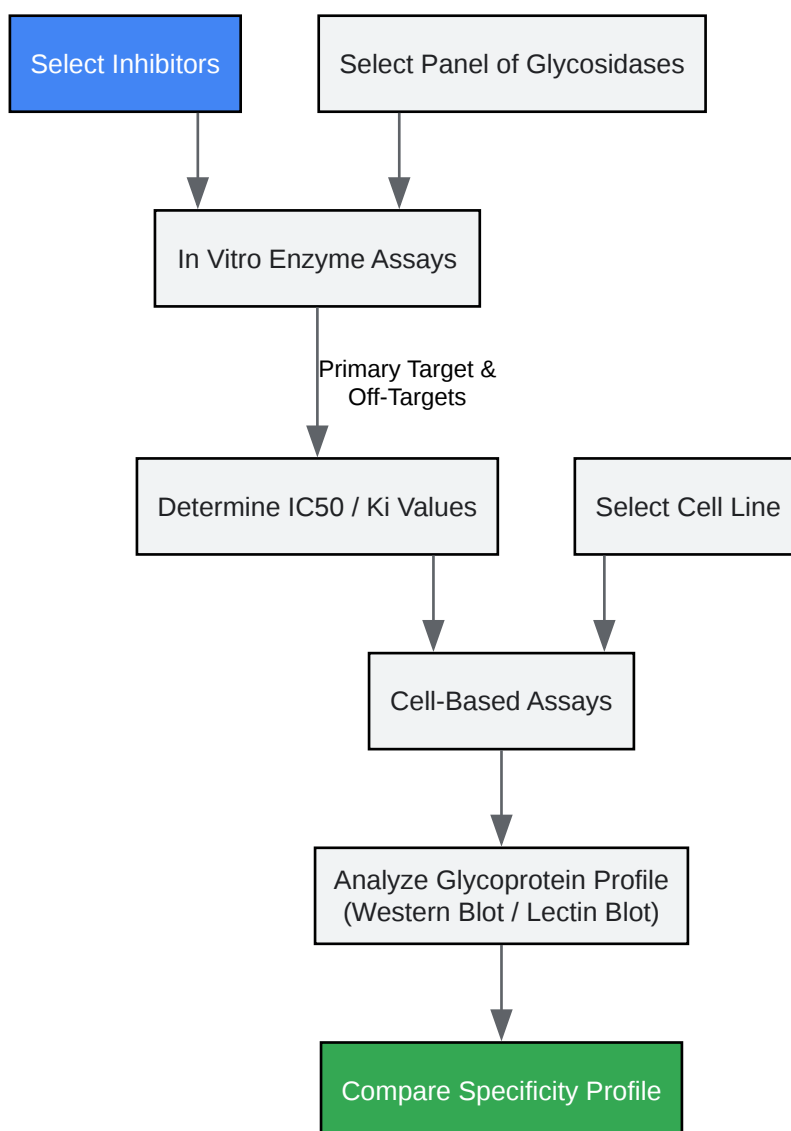 Select Inhibitors
Select Panel of Glycosidases
In Vitro Enzyme Assays
Primary Target &
Off-Targets
Determine IC50 / Ki Values
Select Cell Line
Cell-Based Assays
Analyze Glycoprotein Profile
(Western Blot / Lectin Blot)
Compare Specificity Profile